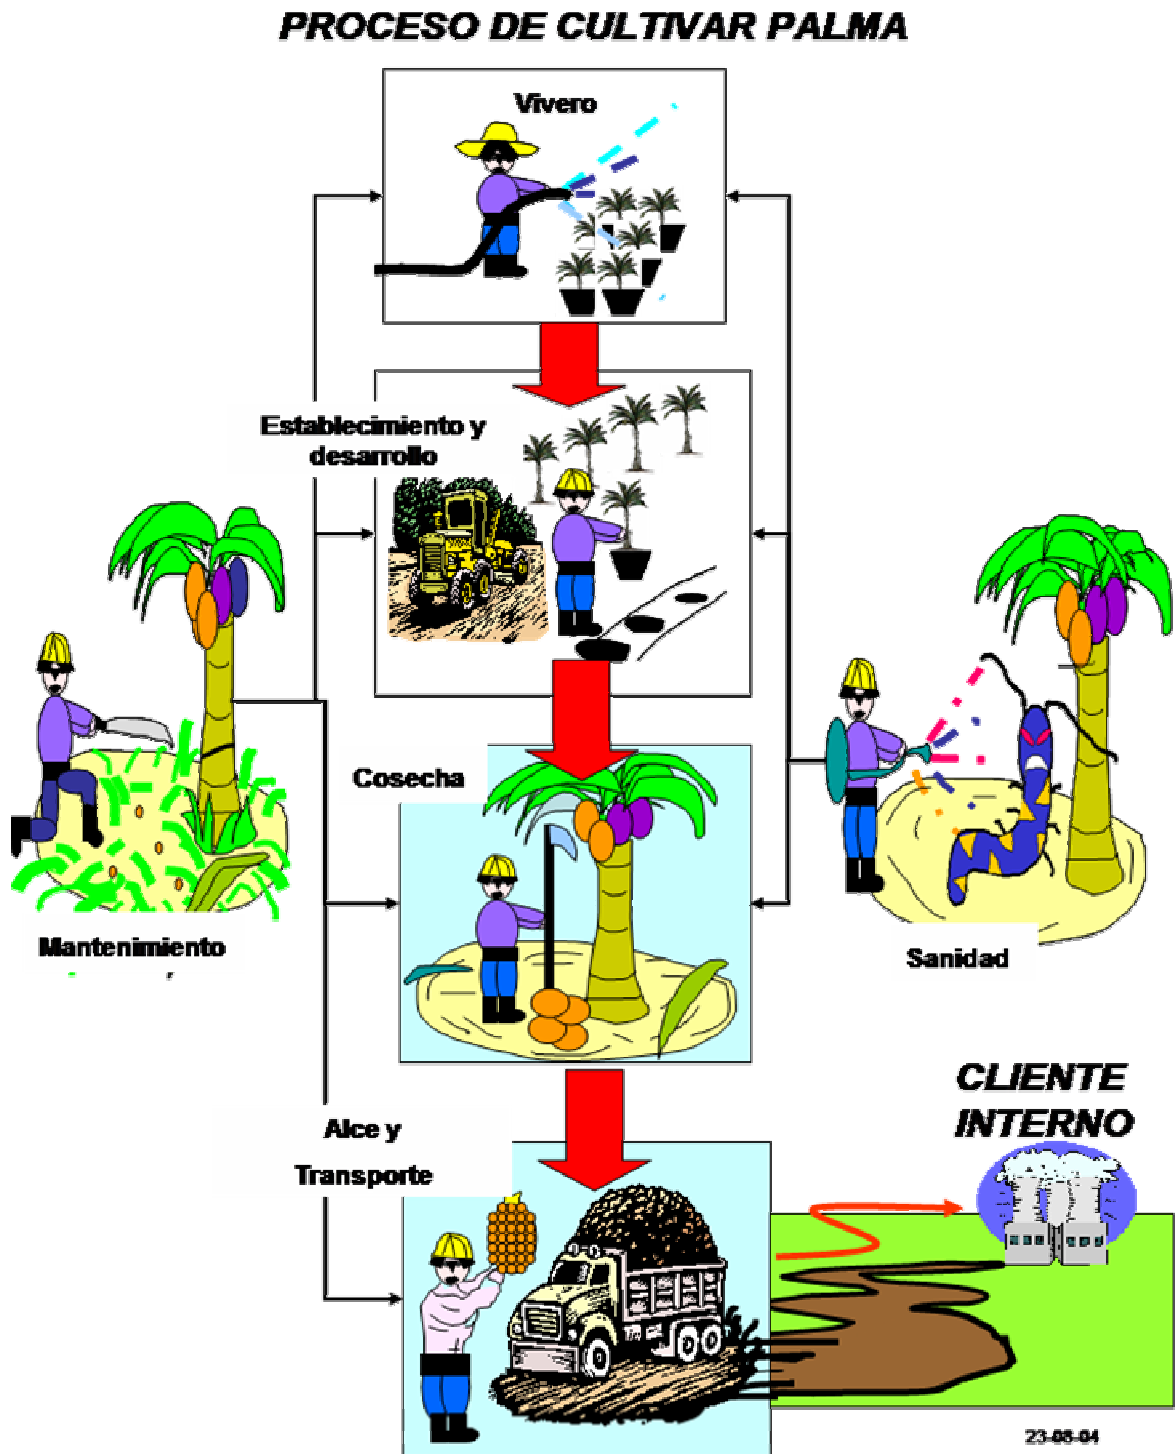 PROCESO DE CULTIVAR PALMA
Vivero
Establecimiento y
desarrollo
Cosecha
Mantenimiento
Sanidad
Alce y
Transporte
CLIENTE
INTERNO
23-08-04